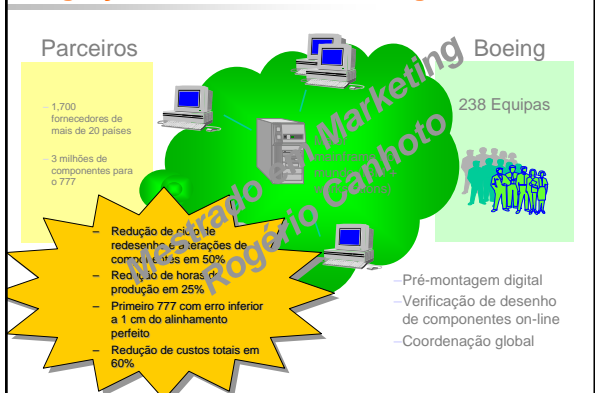 Parceiros
– 1,700
fornecedores de
mais de 20 países
– 3 milhões de
componentes para
o 777
Boeing
238 Equipas
Mestrado Marketing
Rogério Canhoto
– Redução de ciclo de
redesenho e alterações de
componentes em 50%
– Redução de horas de
produção em 25%
– Primeiro 777 com erro inferior
a 1 cm do alinhamento
perfeito
– Redução de custos totais em
60%
–Pré-montagem digital
–Verificação de desenho
de componentes on-line
–Coordenação global